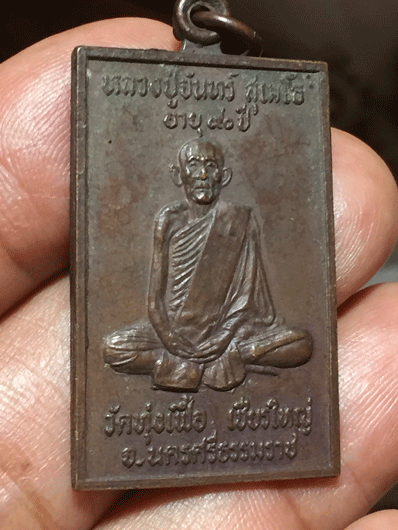 หลวงปู่จันทร์ สุเมโธ
อายุ ๘๐ ปี
วัดทุ่งเฟื้อ เชียรใหญ่
อ.นครศรีธรรมราช